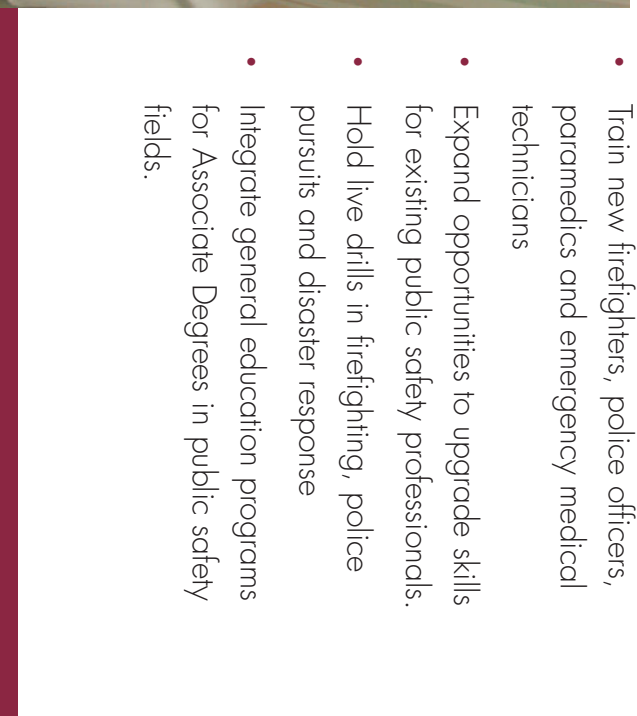 • Train new firefighters, police officers,
paramedics and emergency medical
technicians
• Expand opportunities to upgrade skills
for existing public safety professionals.
• Hold live drills in firefighting, police
pursuits and disaster response
• Integrate general education programs
for Associate Degrees in public safety
fields.